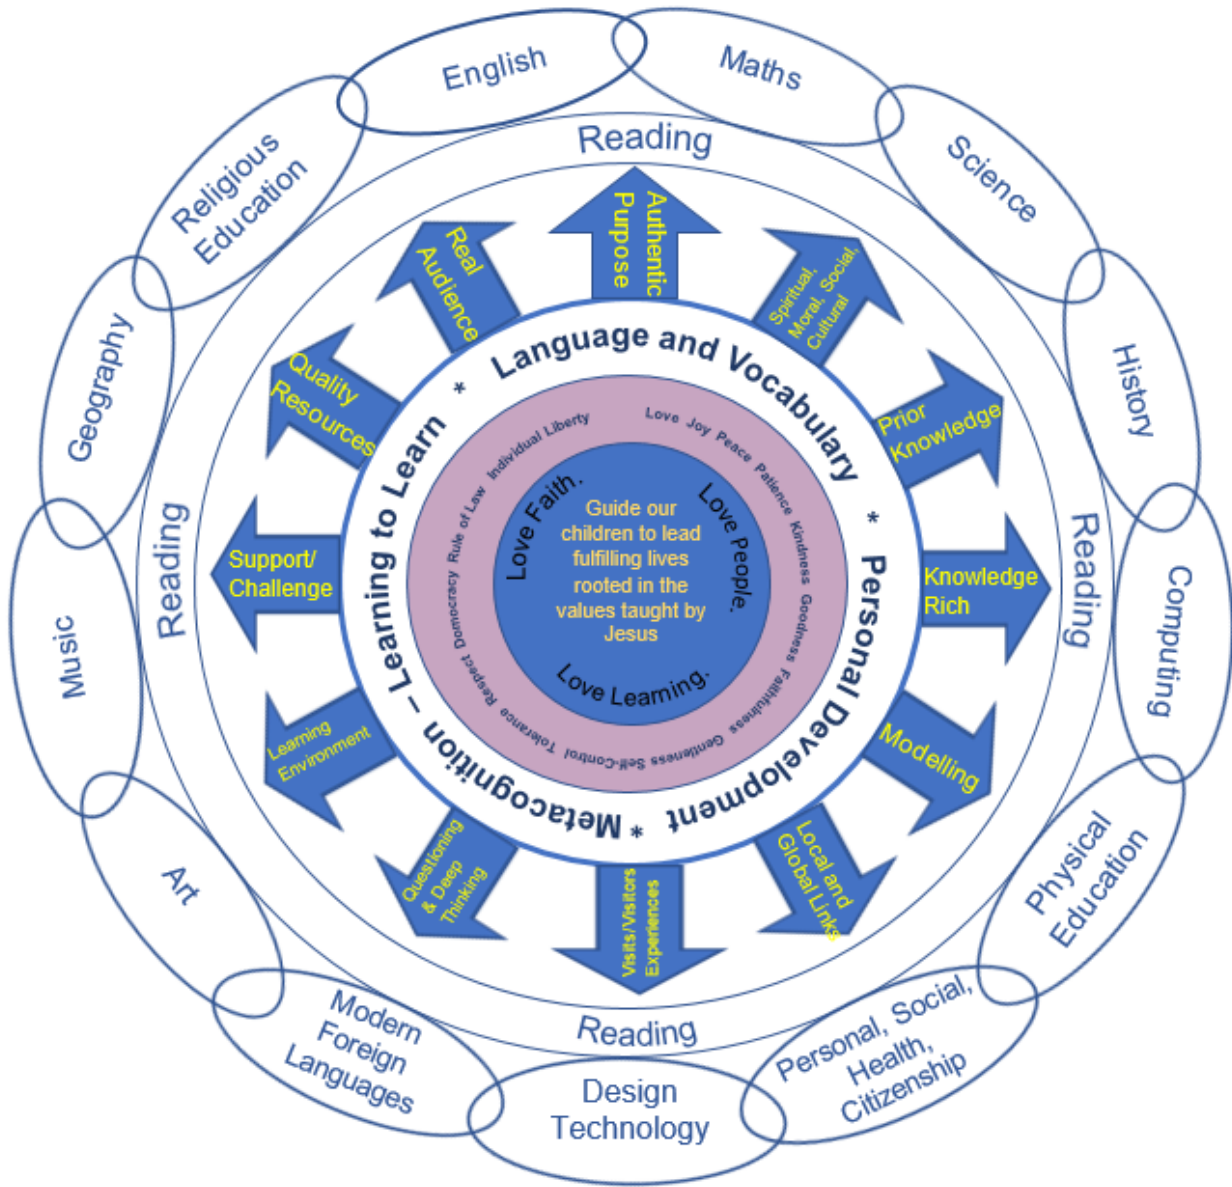 English
Maths
Science
History
Computing
Physical
Education
Personal, Social,
Health,
Citizenship
Design
Technology
Modern
Foreign
Languages
Art
Music
Geography
Religious
Education
Reading
Reading
Reading
Reading
Authentic
Purpose
Spiritual,
Moral, Social,
Cultural
Prior
Knowledge
Knowledge
Rich
Modelling
Local and
Global Links
Visits/Visitors
Experiences
Questioning
& Deep
Thinking
Learning
Environment
Support/
Challenge
Quality
Resources
Real
Audience
* Language and Vocabulary * Personal Development * Metacognition – Learning to Learn
Love Joy Peace Patience Kindness Goodness Faithfulness Gentleness Self-Control Tolerance Respect Democracy Rule of Law Individual Liberty
Love Faith.
Love People.
Love Learning.
Guide our
children to lead
fulfilling lives
rooted in the
values taught by
Jesus